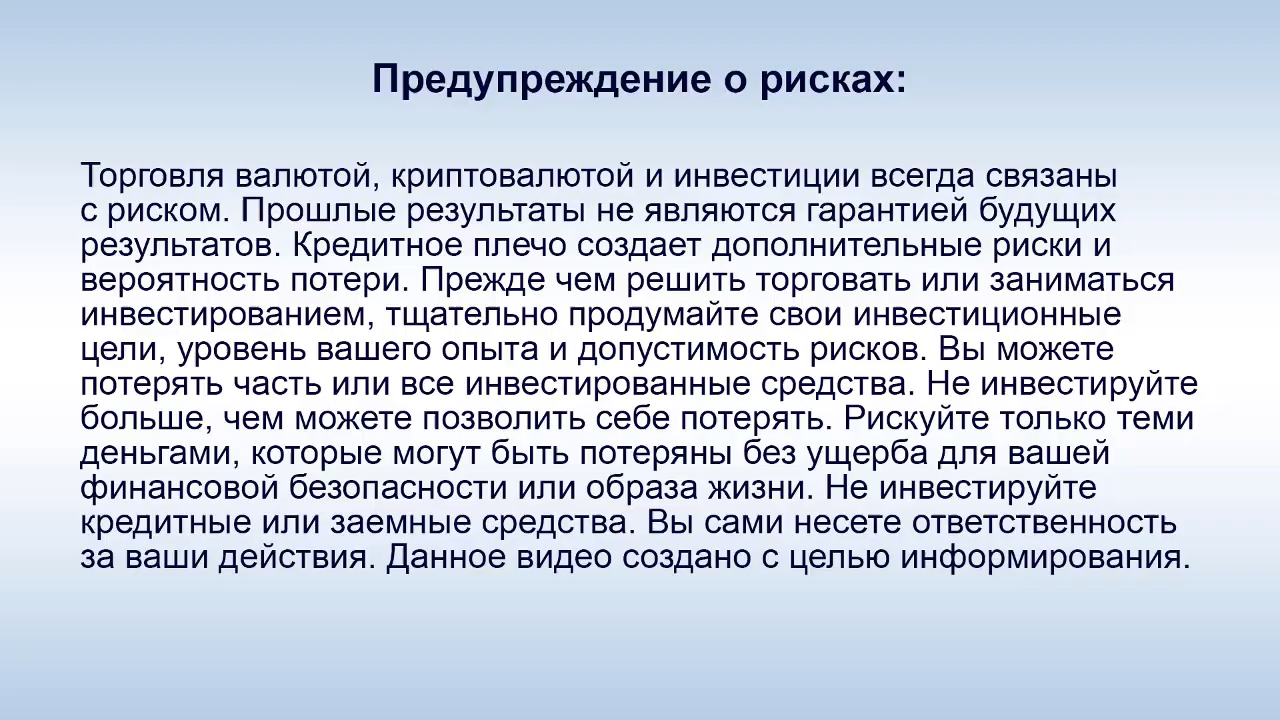 Предупреждение о рисках:
Торговля валютой, криптовалютой и инвестиции всегда связаны
с риском. Прошлые результаты не являются гарантией будущих
результатов. Кредитное плечо создает дополнительные риски и
вероятность потери. Прежде чем решить торговать или заниматься
инвестированием, тщательно продумайте свои инвестиционные
цели, уровень вашего опыта и допустимость рисков. Вы можете
потерять часть или все инвестированные средства. Не инвестируйте
больше, чем можете позволить себе потерять. Рискуйте только теми
деньгами, которые могут быть потеряны без ущерба для вашей
финансовой безопасности или образа жизни. Не инвестируйте
кредитные или заемные средства. Вы сами несете ответственность
за ваши действия. Данное видео создано с целью информирования.